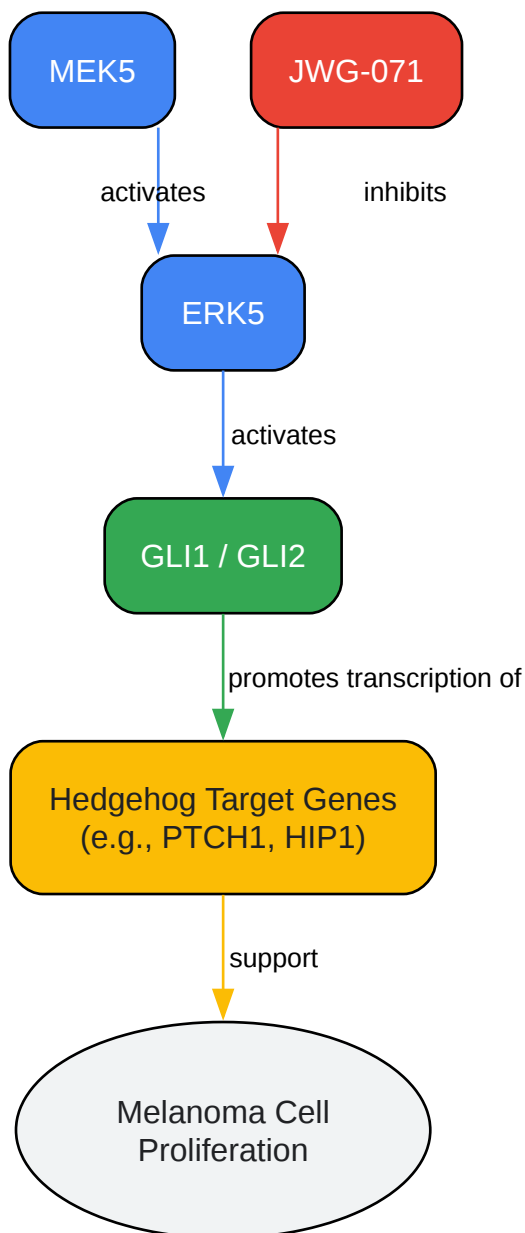 MEK5
JWG-071
activates
inhibits
ERK5
activates
GLI1 / GLI2
promotes transcription of
Hedgehog Target Genes
(e.g., PTCH1, HIP1)
support
Melanoma Cell
Proliferation